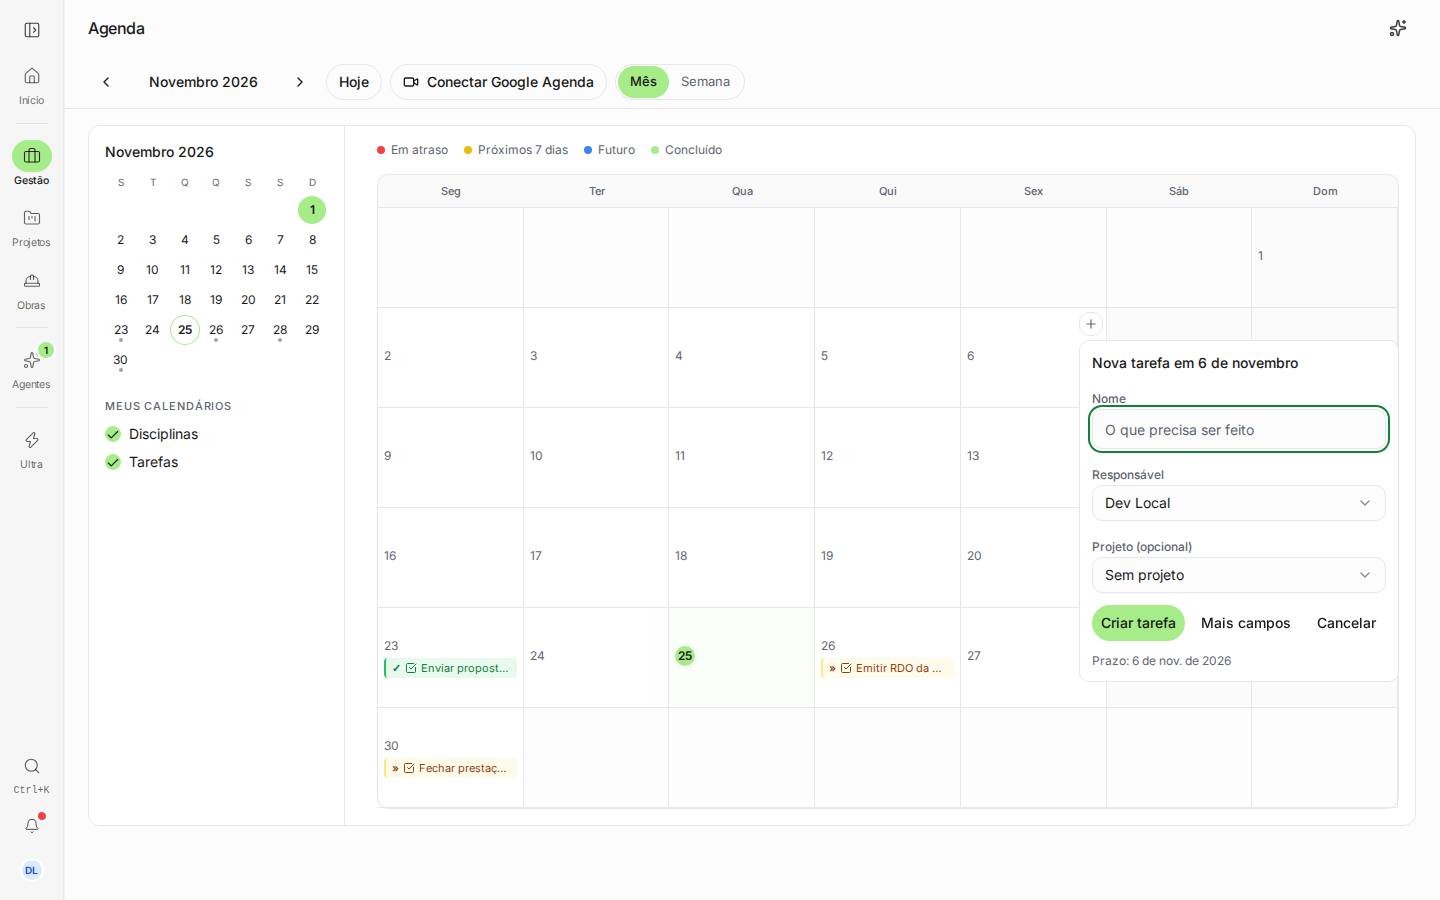 Agenda
Novembro 2026
Hoje
Conectar Google Agenda
Mês
Semana
Início
Gestão
Projetos
Obras
1
Agentes
Ultra
Ctrl+K
DL
Novembro 2026
S T Q Q S S D
1
2 3 4 5 6 7 8
9 10 11 12 13 14 15
16 17 18 19 20 21 22
23 24 25 26 27 28 29
30
MEUS CALENDÁRIOS
Disciplinas
Tarefas
Em atraso
Próximos 7 dias
Futuro
Concluído
Seg Ter Qua Qui Sex Sáb Dom
1
2 3 4 5 6
9 10 11 12 13
16 17 18 19 20
23 24 25 26 27
✓ Enviar propost...
» Emitir RDO da ...
30
» Fechar prestaç...
Nova tarefa em 6 de novembro
Nome
O que precisa ser feito
Responsável
Dev Local
Projeto (opcional)
Sem projeto
Criar tarefa
Mais campos
Cancelar
Prazo: 6 de nov. de 2026